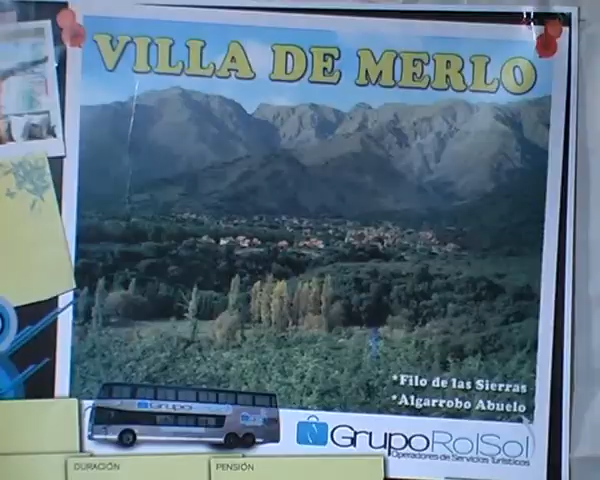 VILLA DE MERLO
*Filo de las Sierras
*Algarrobo Abuelo
GrupoRolSol
Operadores de Servicios Turísticos
DURACIÓN
PENSIÓN